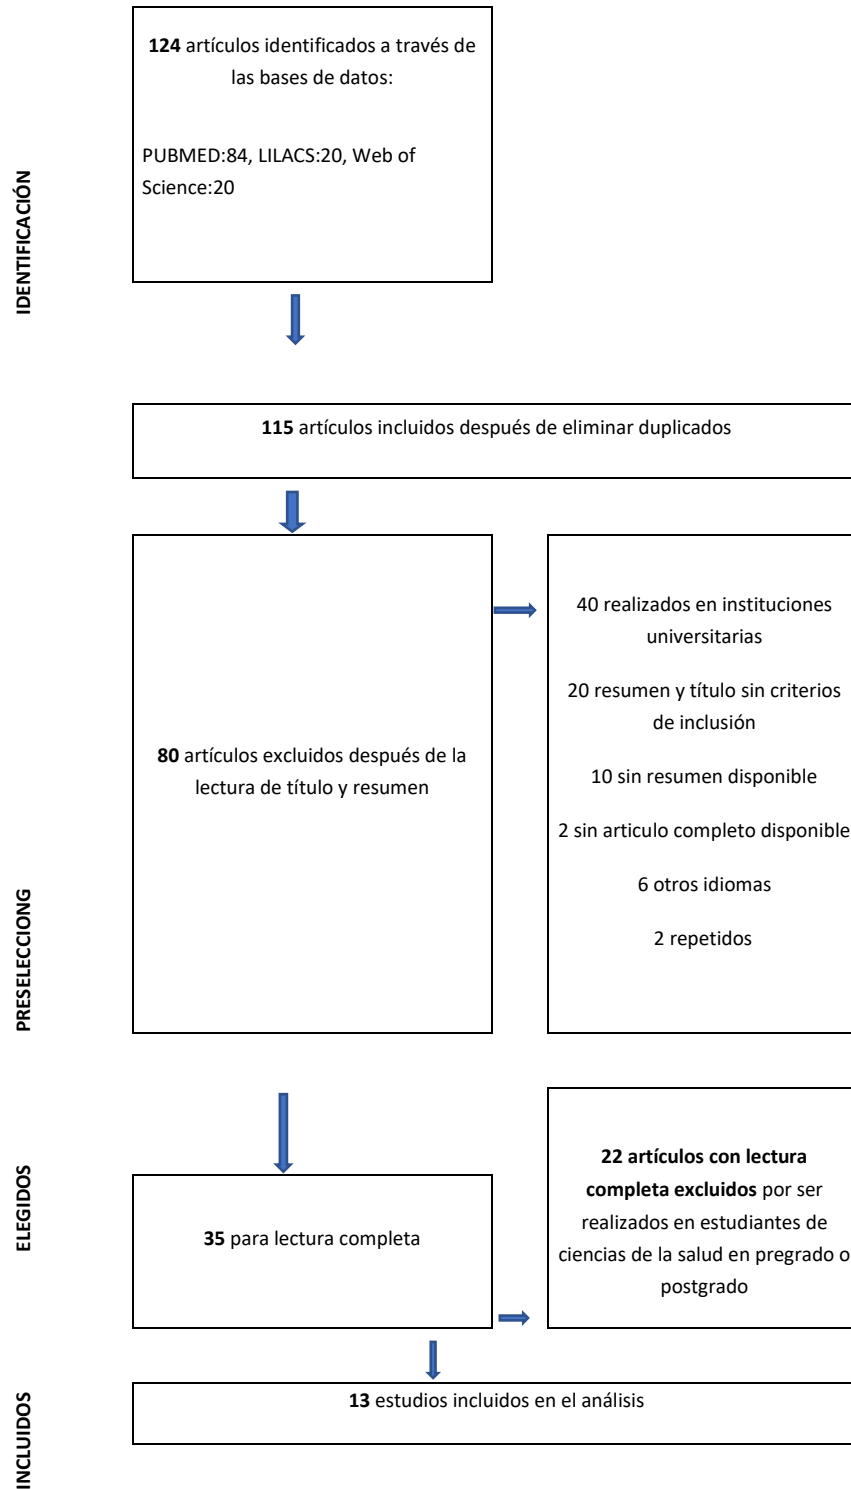 124 artículos identificados a través de
las bases de datos:
PUBMED:84, LILACS:20, Web of
Science:20
IDENTIFICACIÓN
115 artículos incluidos después de eliminar duplicados
80 artículos excluidos después de la
lectura de título y resumen
40 realizados en instituciones
universitarias
20 resumen y título sin criterios
de inclusión
10 sin resumen disponible
2 sin articulo completo disponible
6 otros idiomas
2 repetidos
PRESELECCIONG
35 para lectura completa
22 artículos con lectura
completa excluidos por ser
realizados en estudiantes de
ciencias de la salud en pregrado o
postgrado
ELEGIDOS
13 estudios incluidos en el análisis
INCLUIDOS